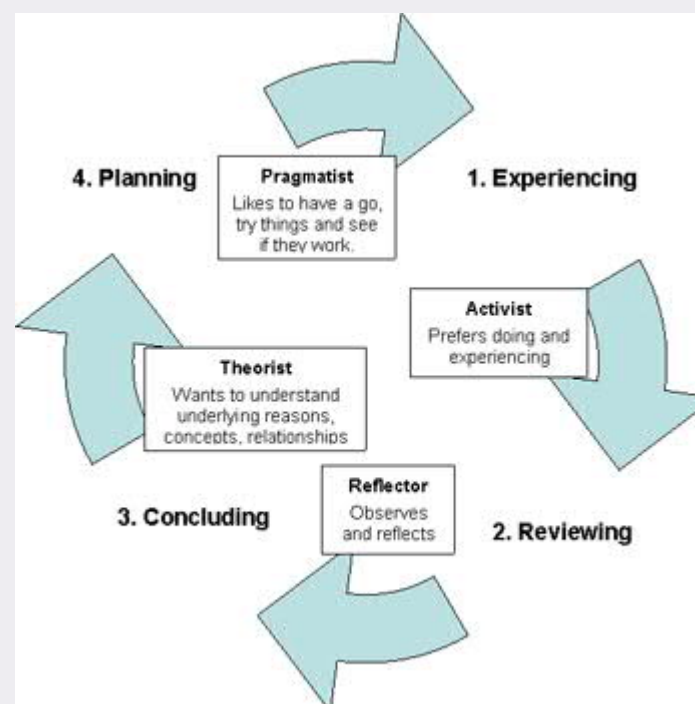 4. Planning
Pragmatist
Likes to have a go,
try things and see
if they work.
1. Experiencing
Activist
Prefers doing and
experiencing
Theorist
Wants to understand
underlying reasons,
concepts, relationships
Reflector
Observes
and reflects
3. Concluding
2. Reviewing